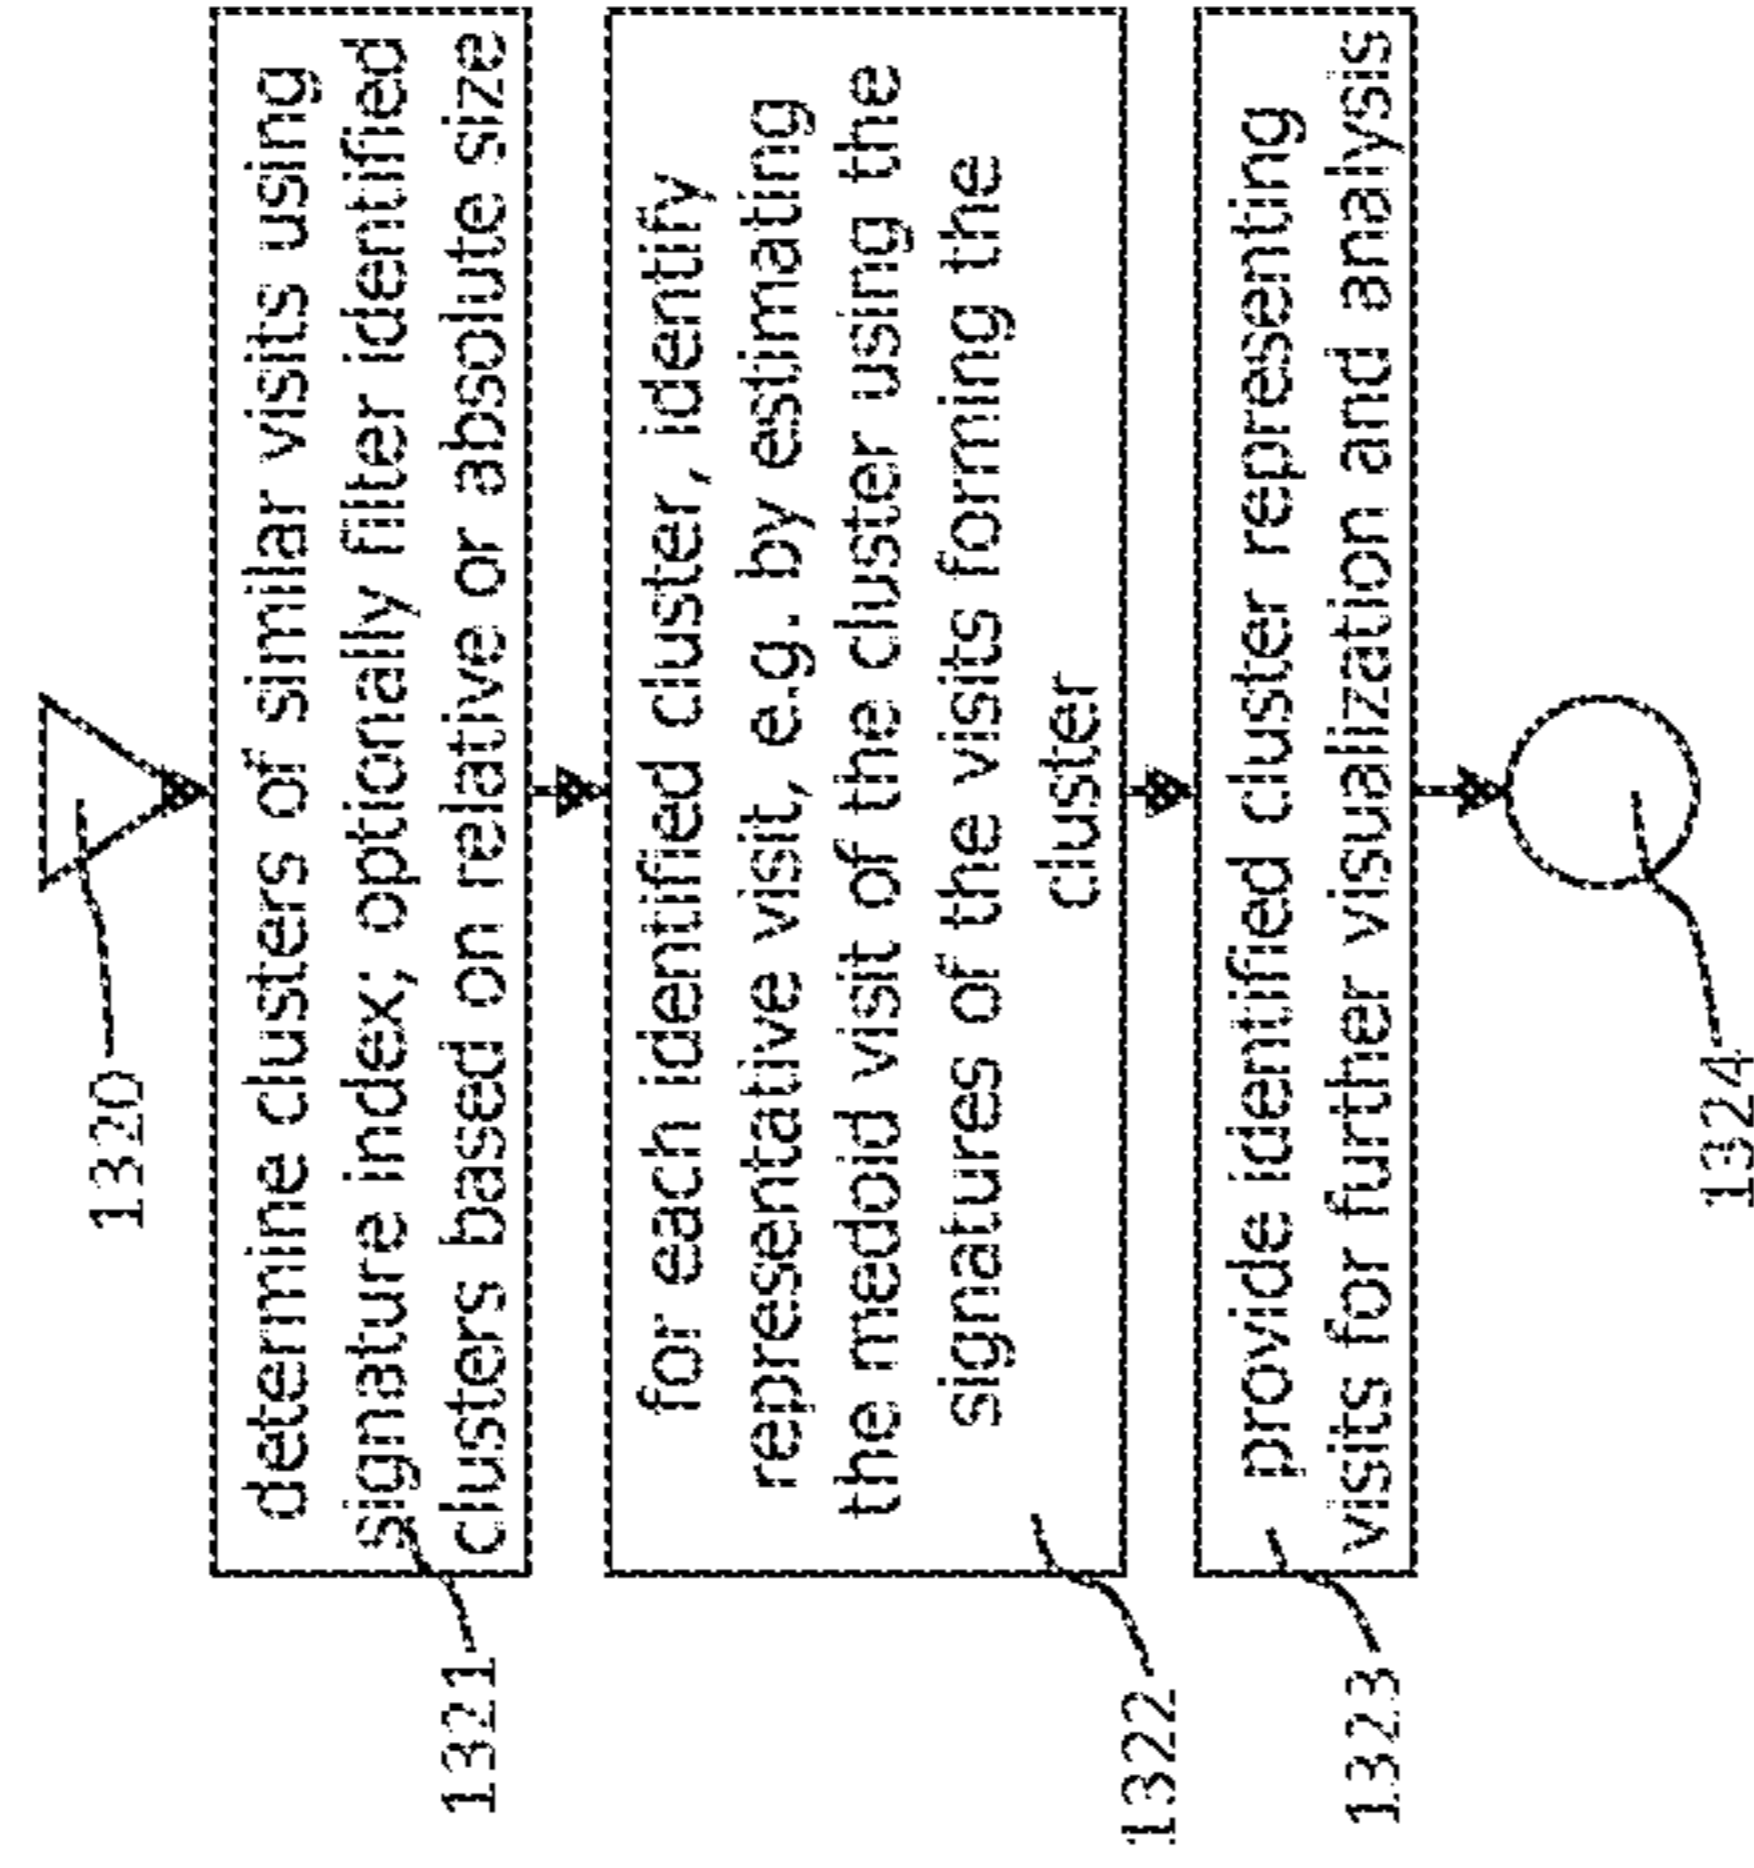 1320
determine clusters of similar visits using
signature index; optionally filter identified
clusters based on relative or absolute size
1321
for each identified cluster, identify
representative visit, e.g. by estimating
the medoid visit of the cluster using the
signatures of the visits forming the
cluster
1322
provide identified cluster representing
visits for further visualization and analysis
1323
1324